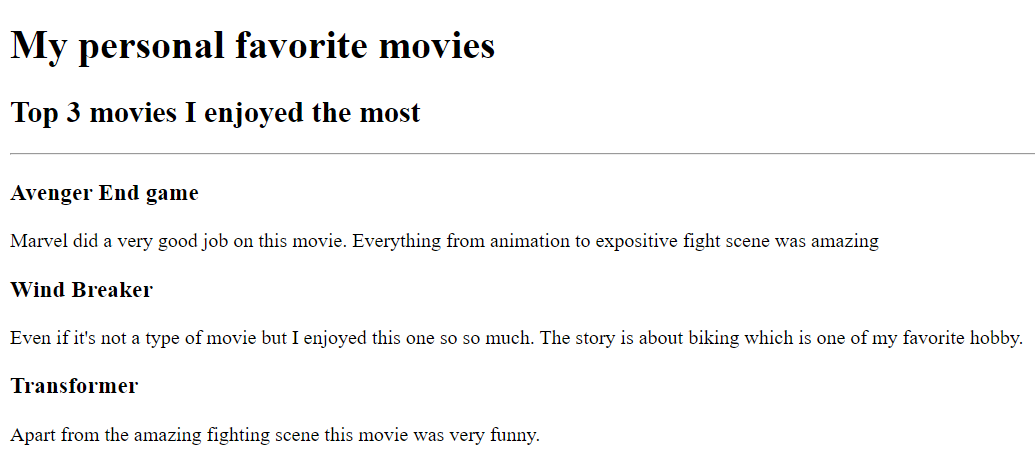 My personal favorite movies
Top 3 movies I enjoyed the most
Avenger End game
Marvel did a very good job on this movie. Everything from animation to expositive fight scene was amazing
Wind Breaker
Even if it's not a type of movie but I enjoyed this one so so much. The story is about biking which is one of my favorite hobby.
Transformer
Apart from the amazing fighting scene this movie was very funny.